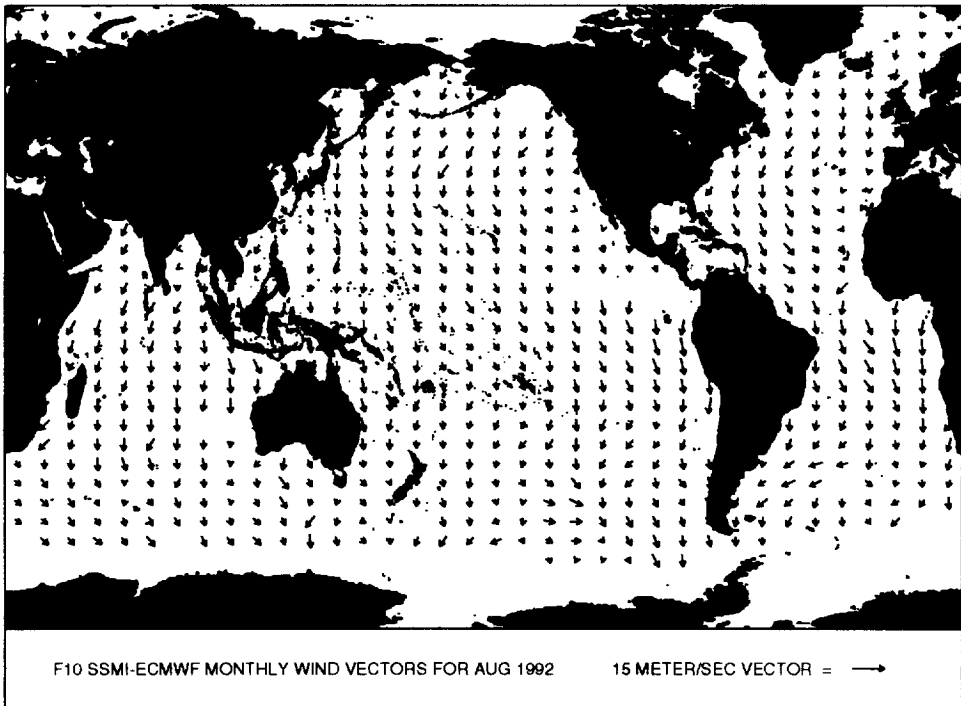 F10 SSMI-ECMWF MONTHLY WIND VECTORS FOR AUG 1992 15 METER/SEC VECTOR =